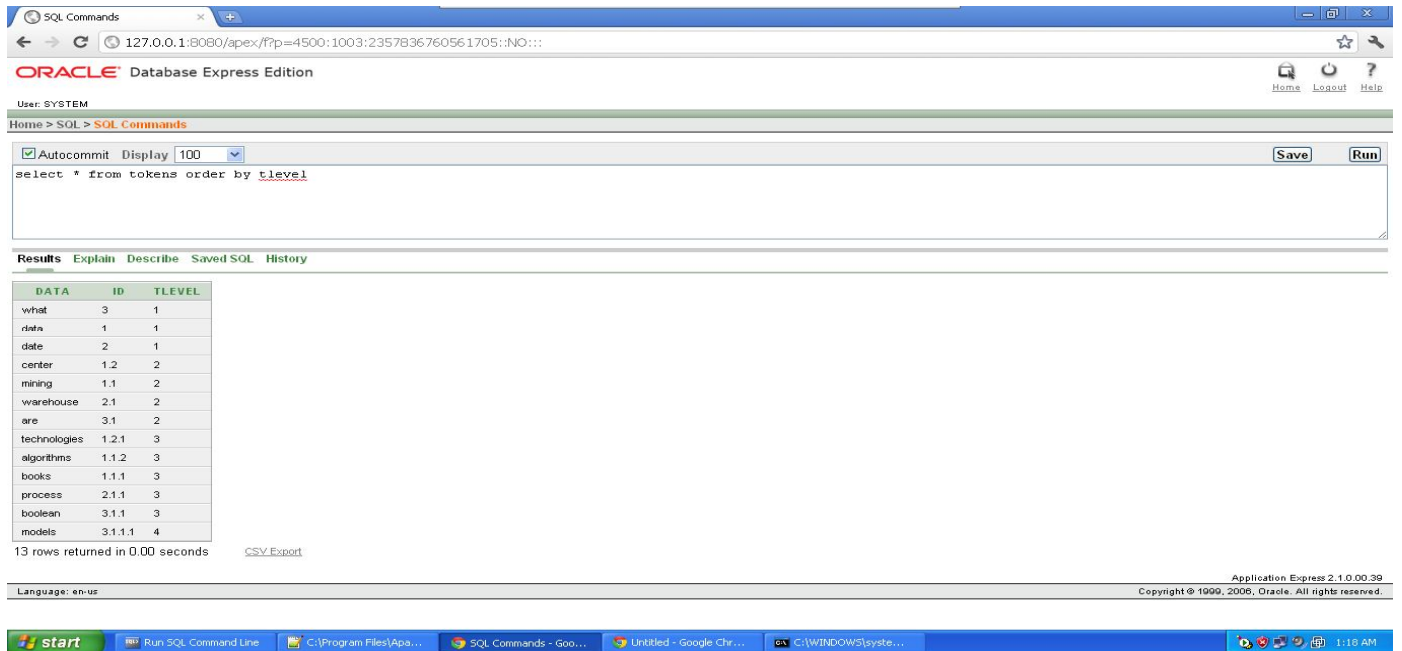 SQL Commands
127.0.0.1:8080/apex/f?p=4500:1003:2357836760561705::NO:::
ORACLE Database Express Edition
Home Logout Help
User: SYSTEM
Home > SQL > SQL Commands
Autocommit Display 100 Save Run
select * from tokens order by tlevel
Results Explain Describe Saved SQL History
DATA ID TLEVEL
what 3 1
data 1 1
date 2 1
center 1.2 2
mining 1.1 2
warehouse 2.1 2
are 3.1 2
technologies 1.2.1 3
algorithms 1.1.2 3
books 1.1.1 3
process 2.1.1 3
boolean 3.1.1 3
models 3.1.1.1 4
13 rows returned in 0.00 seconds CSV Export
Application Express 2.1.0.00.39
Language: en-us Copyright © 1999, 2006, Oracle. All rights reserved.
start Run SQL Command Line C:\Program Files\Apa... SQL Commands - Goo... Untitled - Google Chr... C:\WINDOWS\syste... 1:18 AM